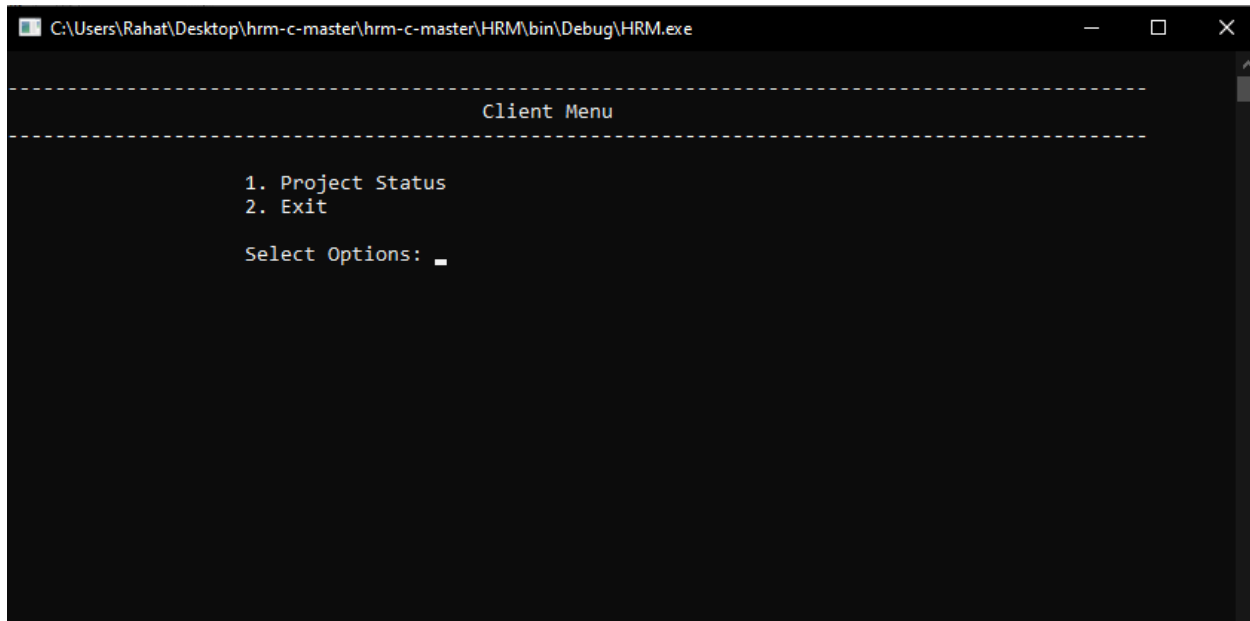 C:\Users\Rahat\Desktop\hrm-c-master\hrm-c-master\HRM\bin\Debug\HRM.exe
------------------------------------------------------------------------------------------------
Client Menu
------------------------------------------------------------------------------------------------
1. Project Status
2. Exit
Select Options: _